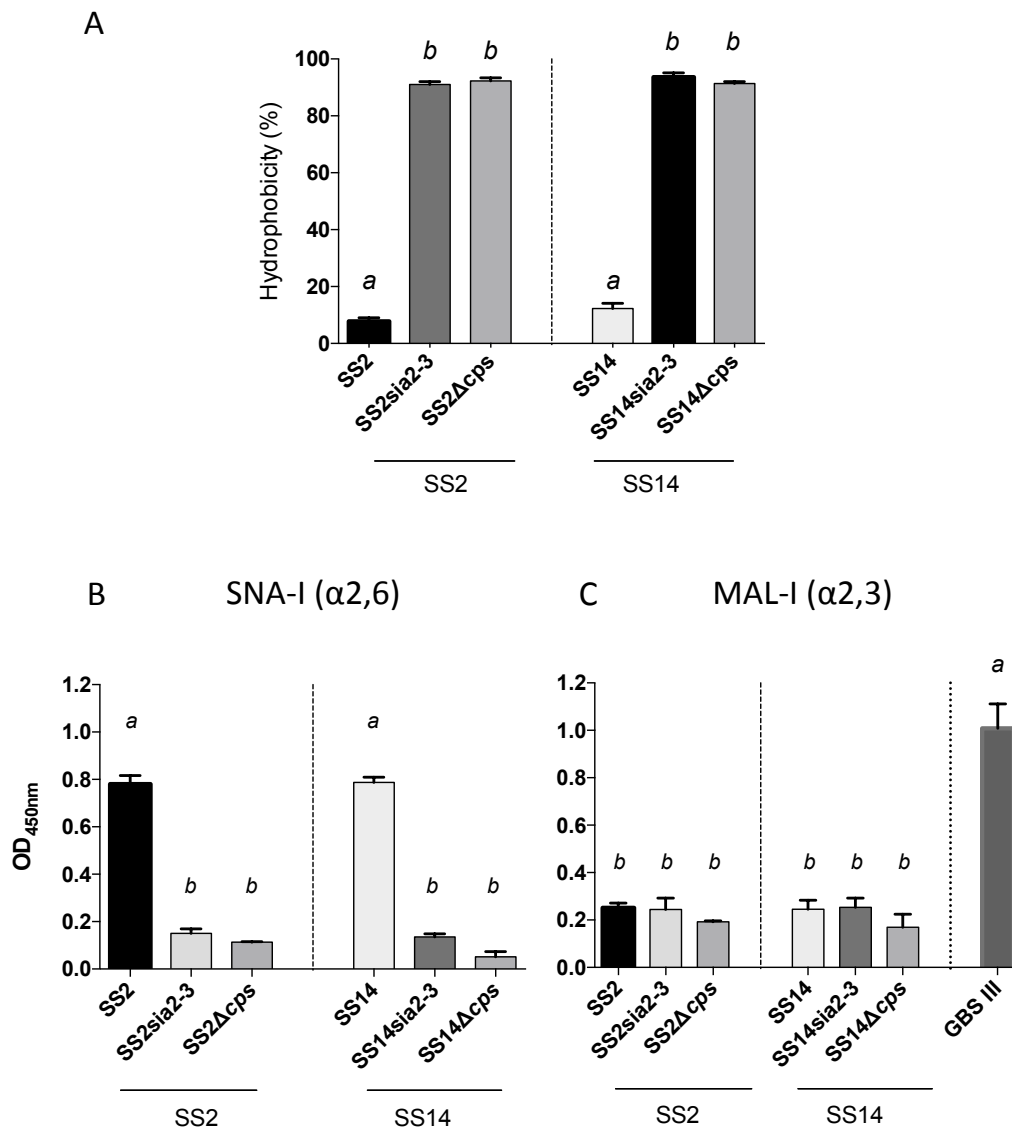 A
b b b b
100
80
60
40
20
0
Hydrophobicity (%)
a a
SS2 SS2sia2-3 SS2Δcps SS14 SS14sia2-3 SS14Δcps
SS2 SS14
B SNA-I (α2,6)
1.2
1.0
0.8
0.6
0.4
0.2
0.0
OD450nm
a a
b b b b
SS2 SS2sia2-3 SS2Δcps SS14 SS14sia2-3 SS14Δcps
SS2 SS14
C MAL-I (α2,3)
1.2
1.0
0.8
0.6
0.4
0.2
0.0
a
b b b b b b
SS2 SS2sia2-3 SS2Δcps SS14 SS14sia2-3 SS14Δcps GBS III
SS2 SS14